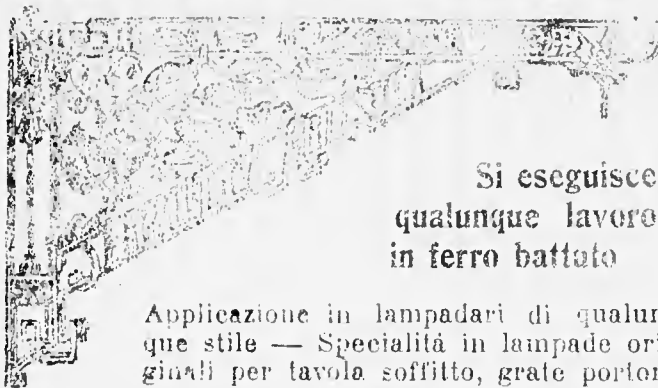 Si eseguisce
qualunque lavoro
in ferro battuto
Applicazione in lampadari di qualun
que stile — Specialità in lampade ori
ginali per tavola soffitto, grate porton